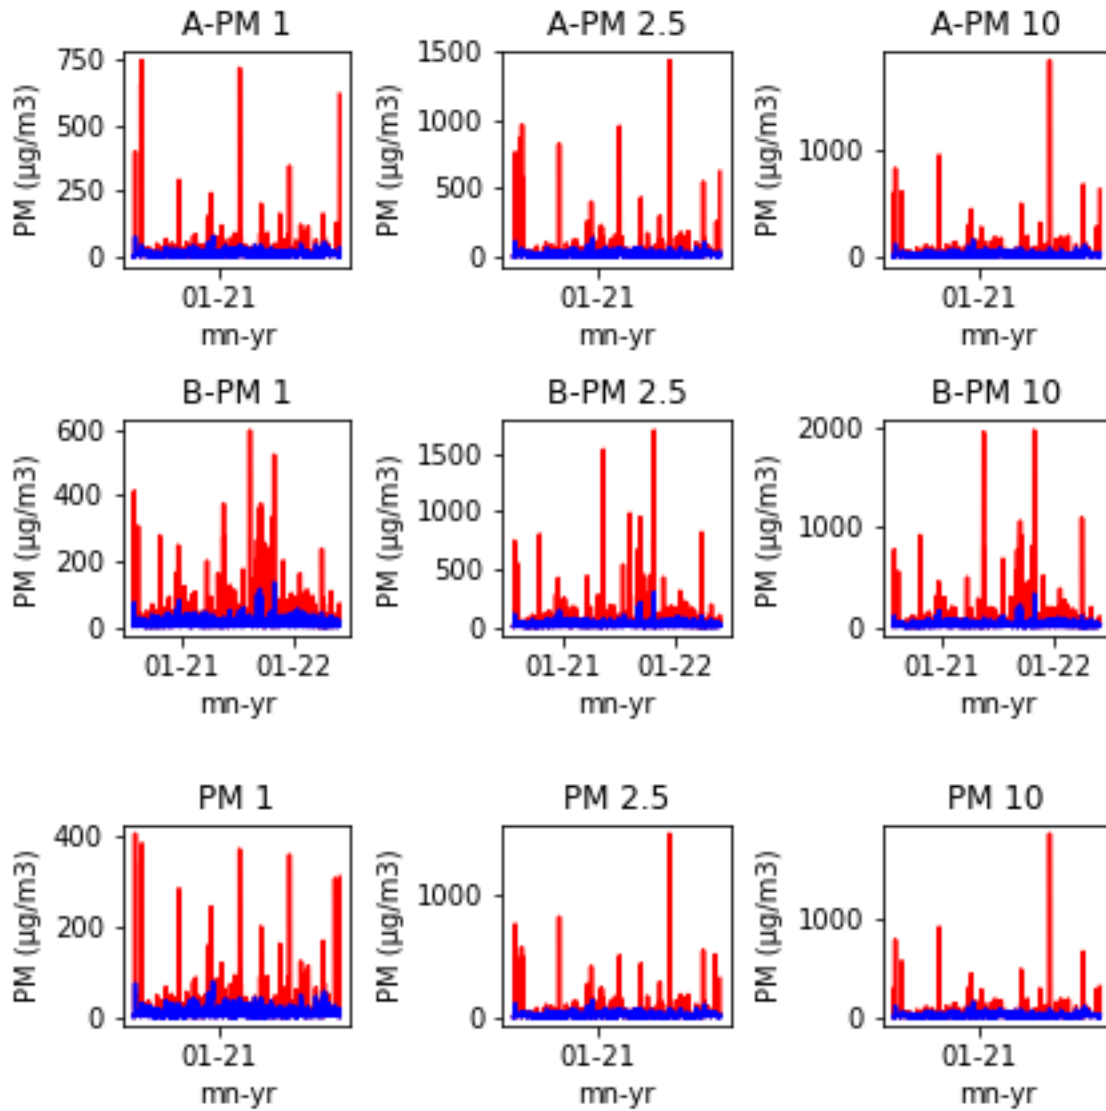 A-PM 1
A-PM 2.5
A-PM 10
PM (µg/m3)
750
500
250
0
01-21
mn-yr
PM (µg/m3)
1500
1000
500
0
01-21
mn-yr
PM (µg/m3)
1000
0
01-21
mn-yr
B-PM 1
B-PM 2.5
B-PM 10
PM (µg/m3)
600
400
200
0
01-21 01-22
mn-yr
PM (µg/m3)
1500
1000
500
0
01-21 01-22
mn-yr
PM (µg/m3)
2000
1000
0
01-21 01-22
mn-yr
PM 1
PM 2.5
PM 10
PM (µg/m3)
400
200
0
01-21
mn-yr
PM (µg/m3)
1000
0
01-21
mn-yr
PM (µg/m3)
1000
0
01-21
mn-yr